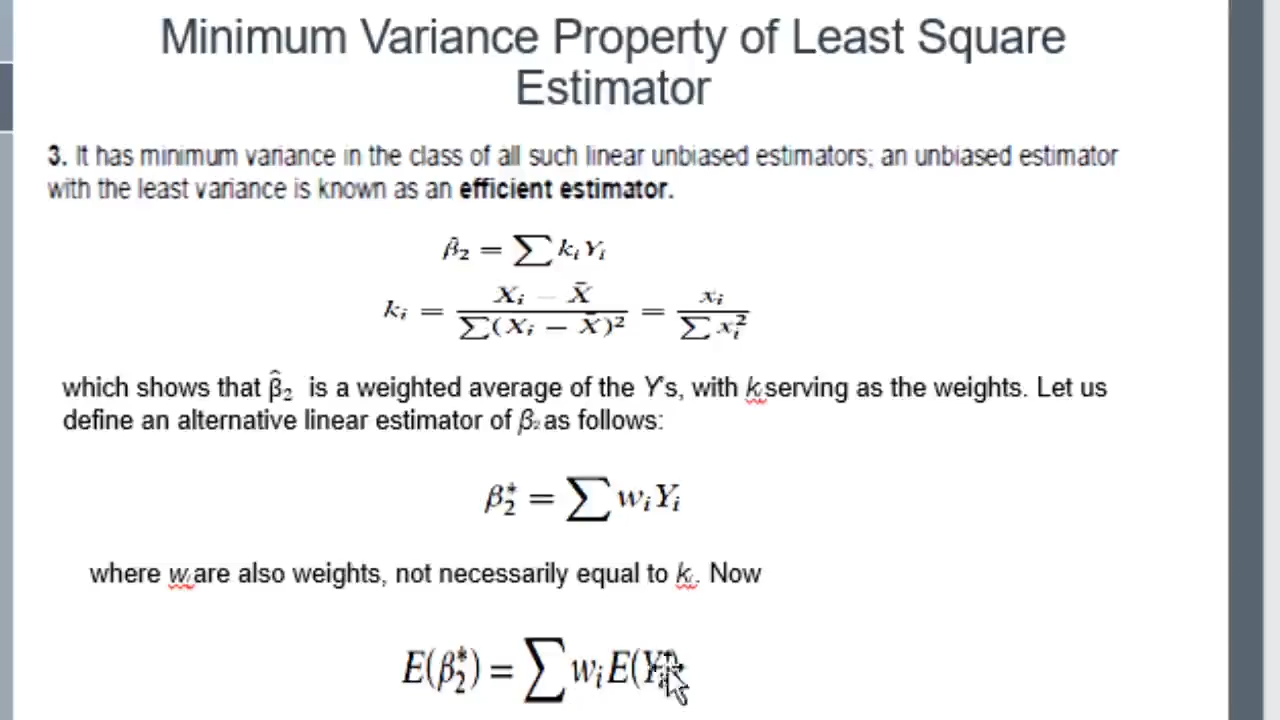 Minimum Variance Property of Least Square
Estimator
3. It has minimum variance in the class of all such linear unbiased estimators; an unbiased estimator
with the least variance is known as an efficient estimator.
β̂₂ = ∑ kᵢYᵢ
kᵢ = (Xᵢ − X̄) / ∑(Xᵢ − X̄)² = xᵢ / ∑xᵢ²
which shows that β̂₂ is a weighted average of the Y's, with kᵢ serving as the weights. Let us
define an alternative linear estimator of β₂ as follows:
β₂* = ∑ wᵢYᵢ
where wᵢ are also weights, not necessarily equal to kᵢ. Now
E(β₂*) = ∑ wᵢE(Yᵢ)